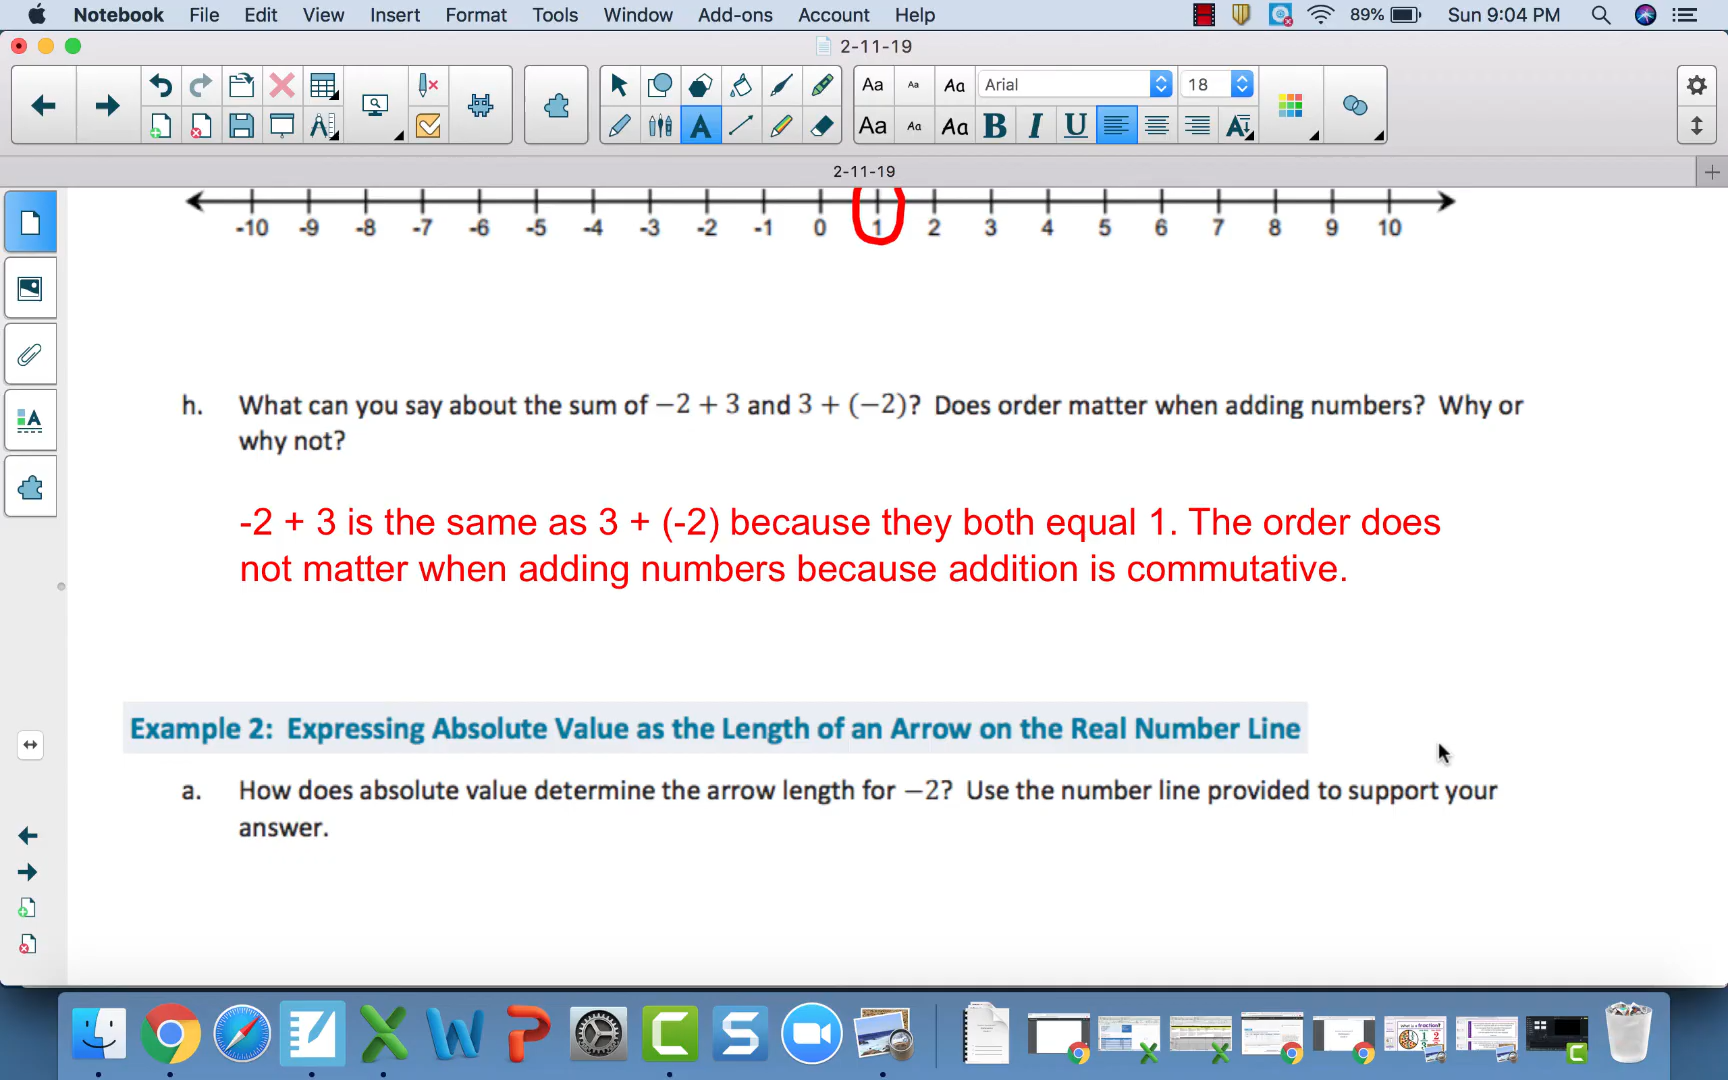 Notebook File Edit View Insert Format Tools Window Add-ons Account Help 89% Sun 9:04 PM
2-11-19
Aa Aa Aa Arial 18
Aa Aa Aa B I U A
2-11-19
-10 -9 -8 -7 -6 -5 -4 -3 -2 -1 0 1 2 3 4 5 6 7 8 9 10
h. What can you say about the sum of −2 + 3 and 3 + (−2)? Does order matter when adding numbers? Why or
why not?
-2 + 3 is the same as 3 + (-2) because they both equal 1. The order does
not matter when adding numbers because addition is commutative.
Example 2: Expressing Absolute Value as the Length of an Arrow on the Real Number Line
a. How does absolute value determine the arrow length for −2? Use the number line provided to support your
answer.